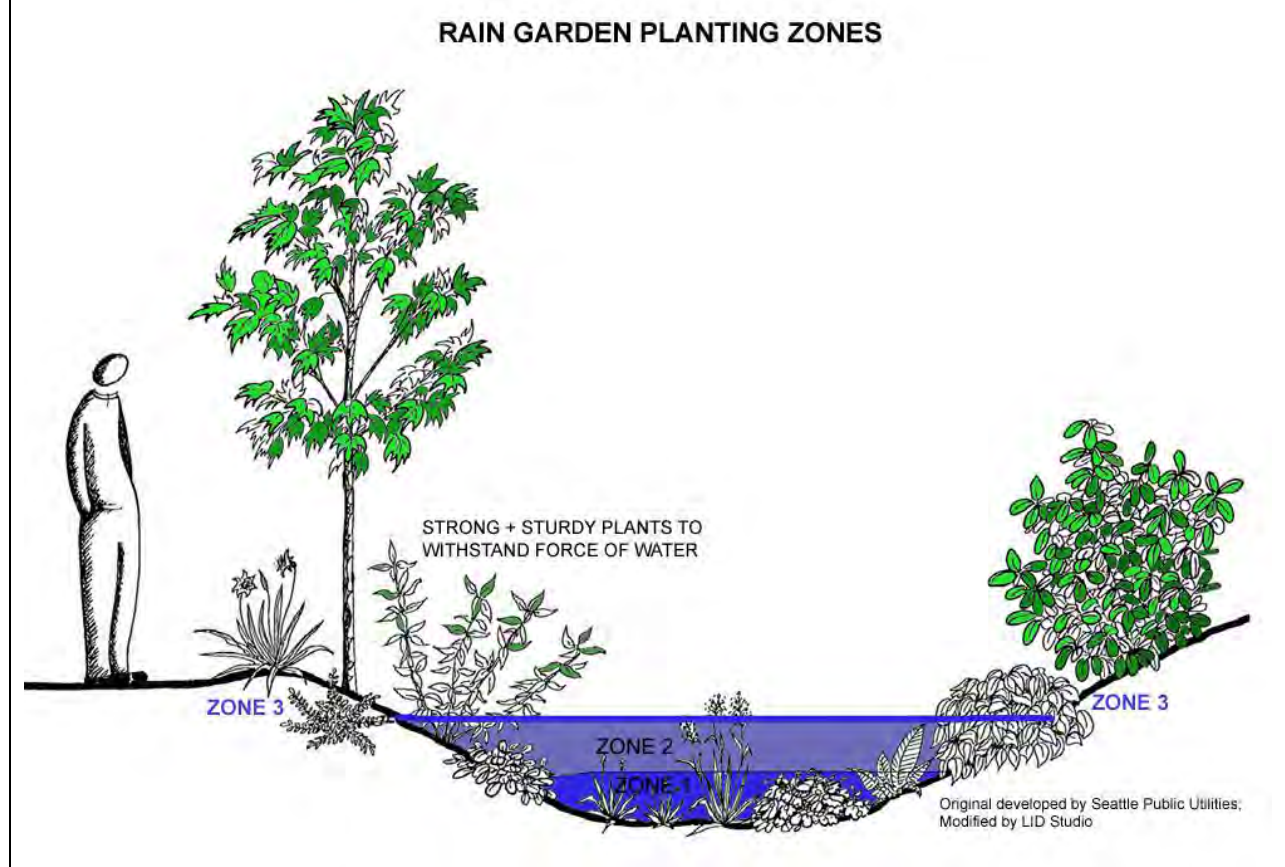 RAIN GARDEN PLANTING ZONES
STRONG + STURDY PLANTS TO
WITHSTAND FORCE OF WATER
ZONE 3
ZONE 3
ZONE 2
ZONE 1
Original developed by Seattle Public Utilities;
Modified by LID Studio